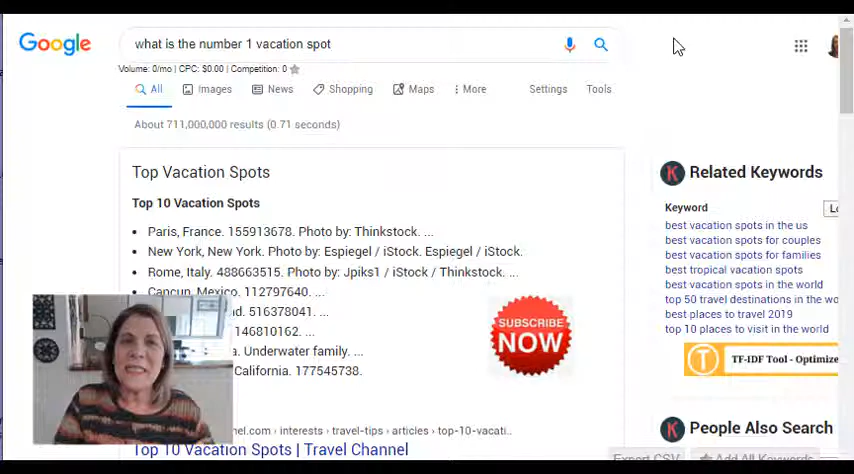 Google
what is the number 1 vacation spot
Volume: 0/mo | CPC: $0.00 | Competition: 0
All Images News Shopping Maps More Settings Tools
About 711,000,000 results (0.71 seconds)
Top Vacation Spots
Top 10 Vacation Spots
Paris, France. 155913678. Photo by: Thinkstock. ...
New York, New York. Photo by: Espiegel / iStock. Espiegel / iStock.
Rome, Italy. 488663515. Photo by: Jpiks1 / iStock / Thinkstock. ...
Cancun, Mexico. 112797640. ...
d. 516378041. ...
146810162. ...
a. Underwater family. ...
California. 177545738.
SUBSCRIBE
NOW
nel.com › interests › travel-tips › articles › top-10-vacati...
Top 10 Vacation Spots | Travel Channel
K Related Keywords
Keyword
best vacation spots in the us
best vacation spots for couples
best vacation spots for families
best tropical vacation spots
best vacation spots in the world
top 50 travel destinations in the wo
best places to travel 2019
top 10 places to visit in the world
T TF-IDF Tool - Optimize
K People Also Search
Export CSV Add All Keywords